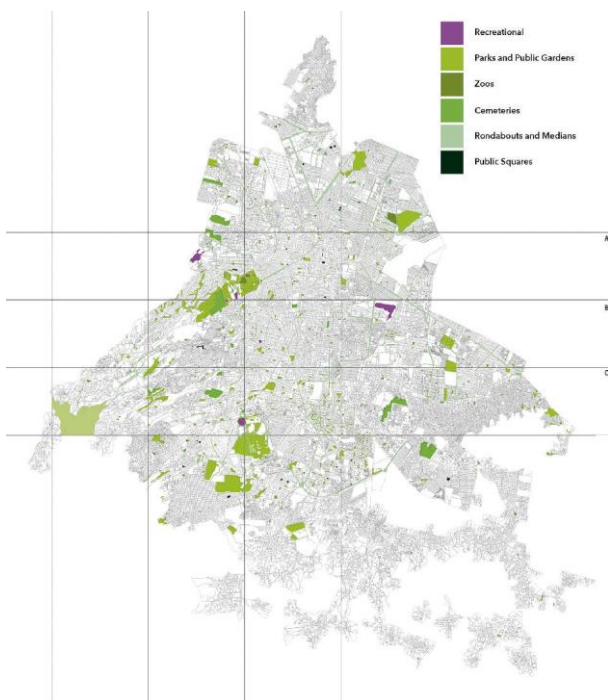 Recreational
Parks and Public Gardens
Zoos
Cemeteries
Rondabouts and Medians
Public Squares
A
B
C